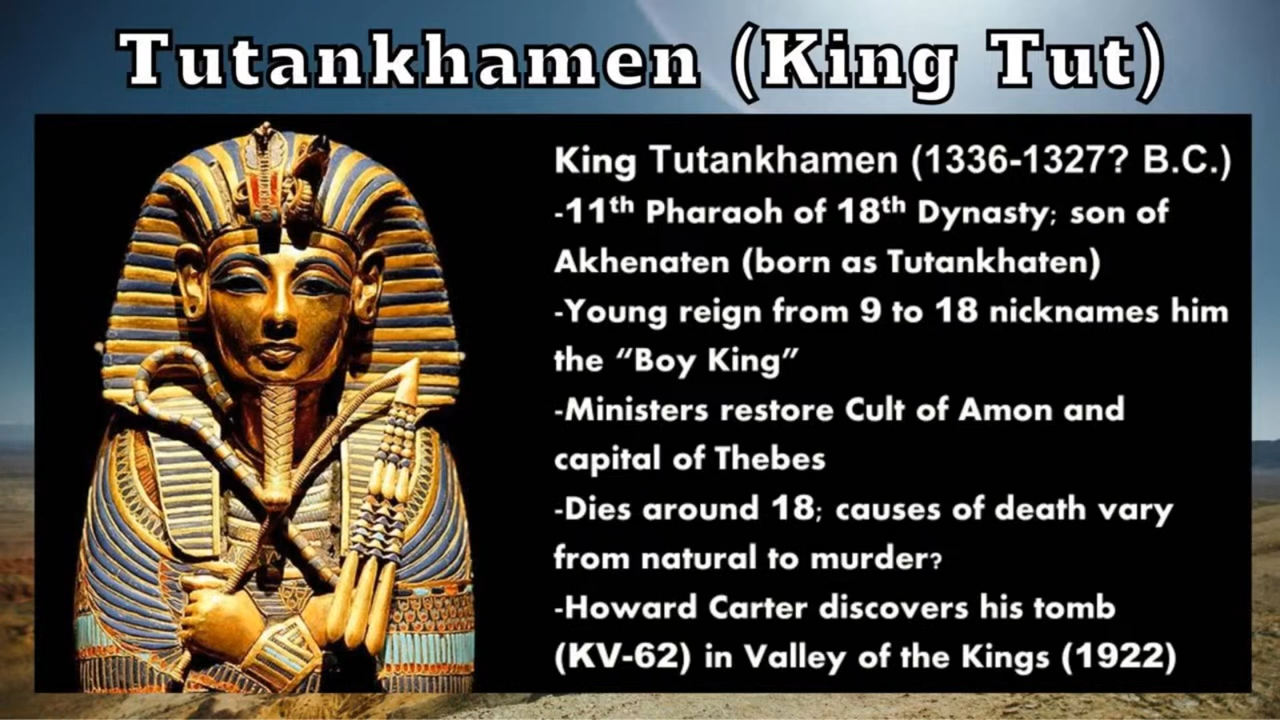 Tutankhamen (King Tut)
King Tutankhamen (1336-1327? B.C.)
-11th Pharaoh of 18th Dynasty; son of
Akhenaten (born as Tutankhaten)
-Young reign from 9 to 18 nicknames him
the “Boy King”
-Ministers restore Cult of Amon and
capital of Thebes
-Dies around 18; causes of death vary
from natural to murder?
-Howard Carter discovers his tomb
(KV-62) in Valley of the Kings (1922)